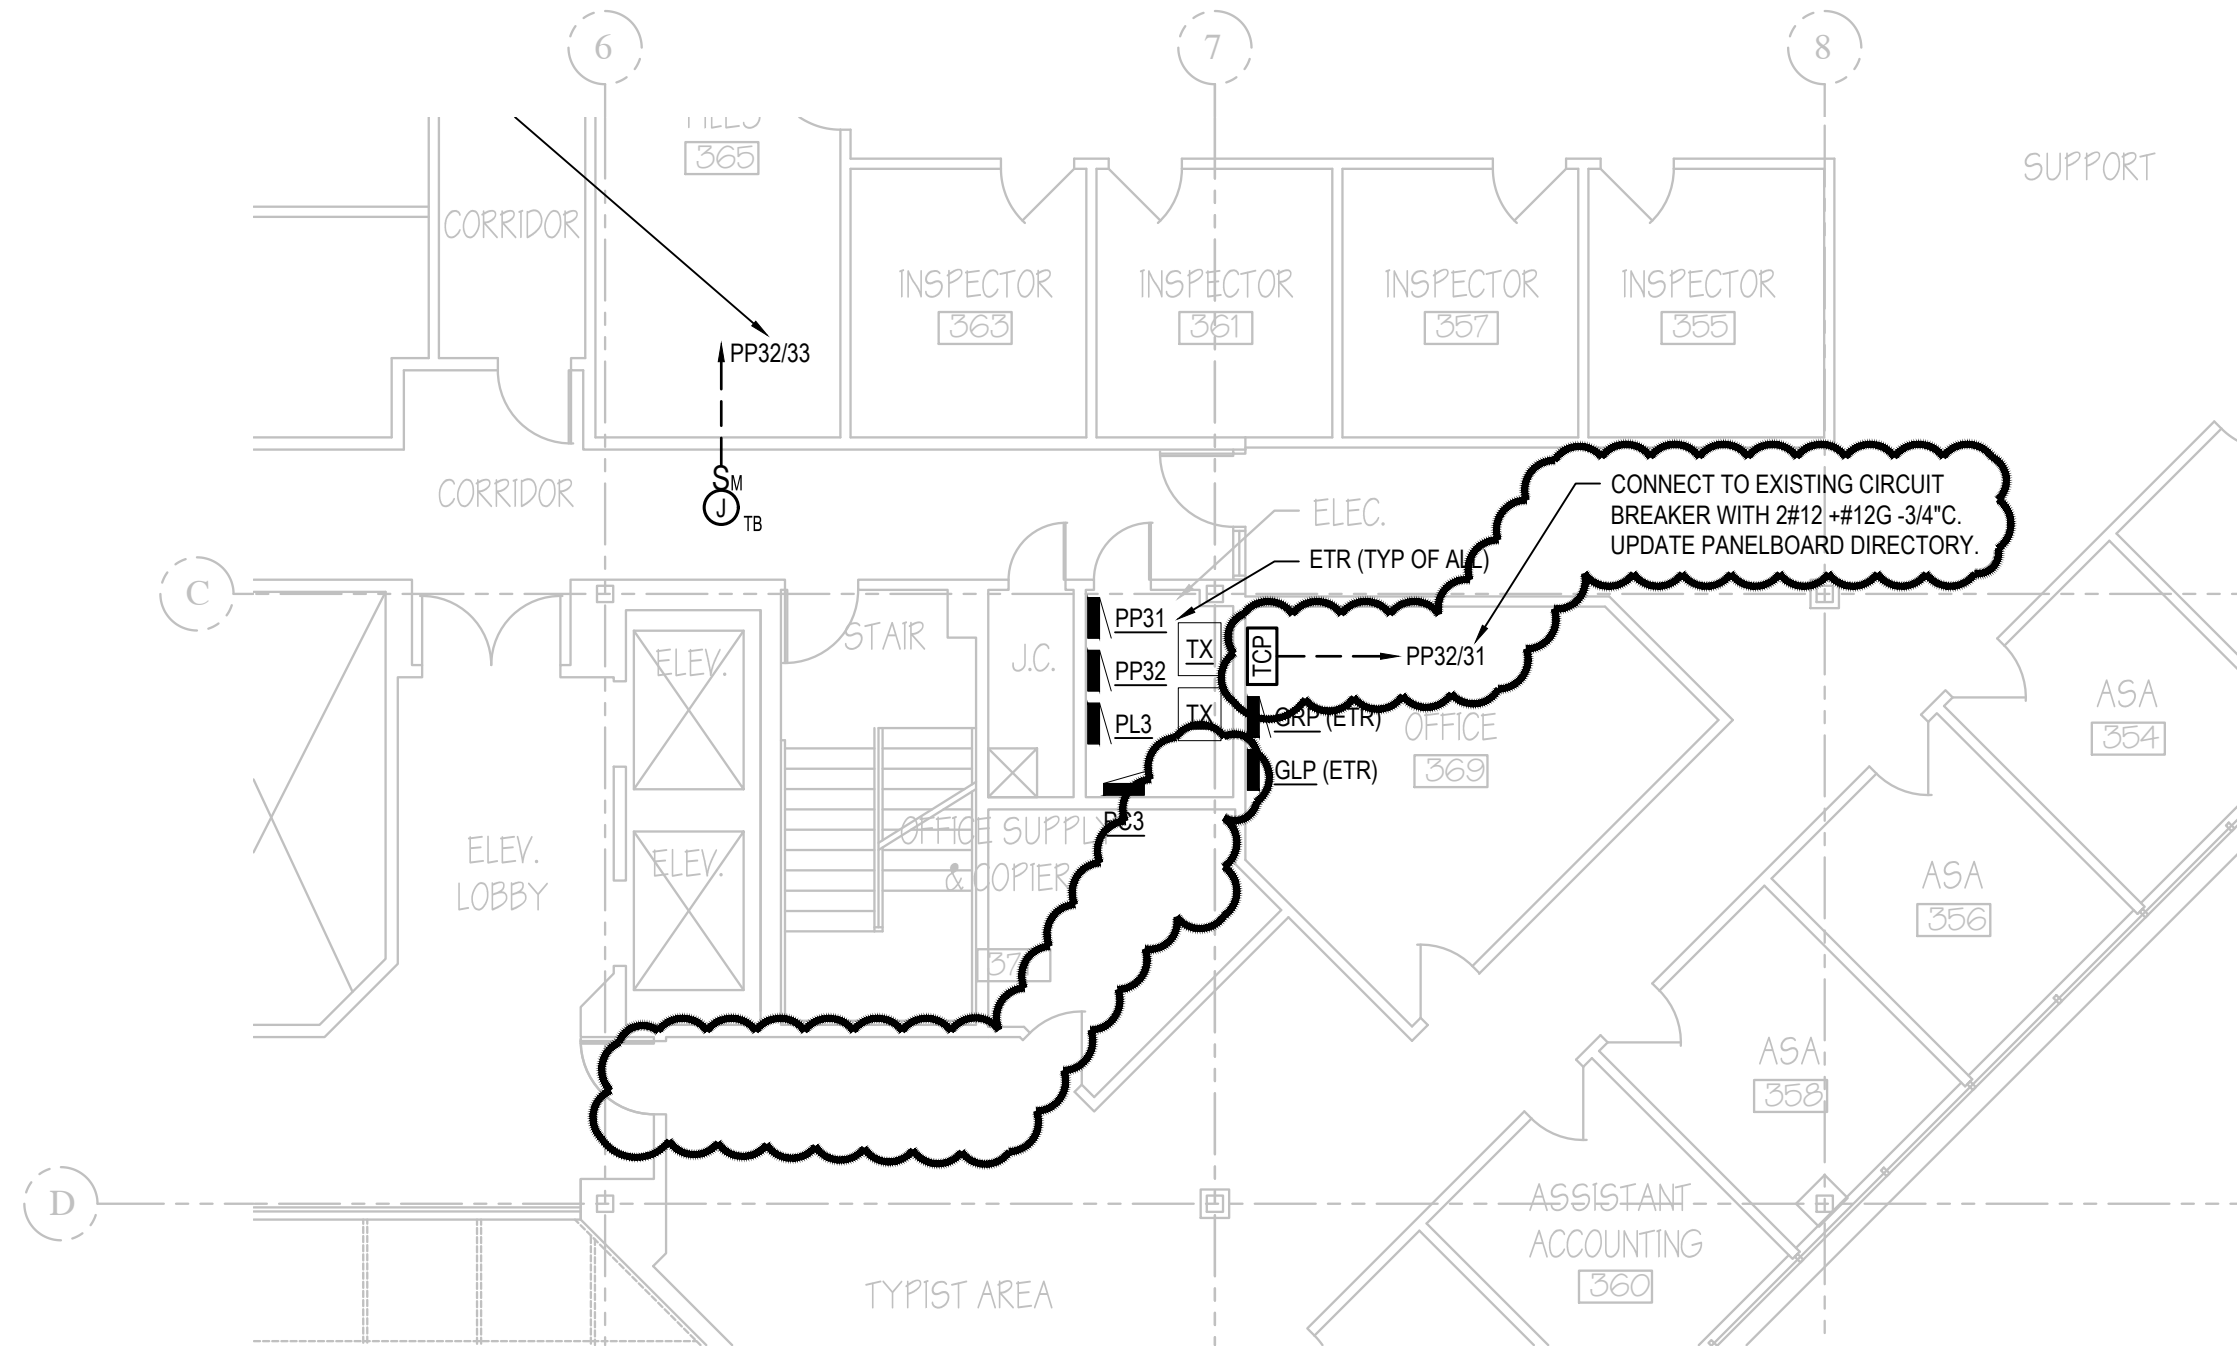 6
7
8
365
SUPPORT
CORRIDOR
INSPECTOR
363
INSPECTOR
361
INSPECTOR
357
INSPECTOR
355
PP32/33
CORRIDOR
SM
J TB
ELEC.
ETR (TYP OF ALL)
CONNECT TO EXISTING CIRCUIT
BREAKER WITH 2#12 +#12G -3/4"C.
UPDATE PANELBOARD DIRECTORY.
C
PP31
PP32
PL3
TX
TX
TCP
PP32/31
GRP (ETR)
GLP (ETR)
OFFICE
369
ELEV.
STAIR
J.C.
ELEV.
ELEV.
LOBBY
OFFICE SUPPLY
& COPIER
ASA
354
ASA
356
ASA
358
D
ASSISTANT
ACCOUNTING
360
TYPIST AREA